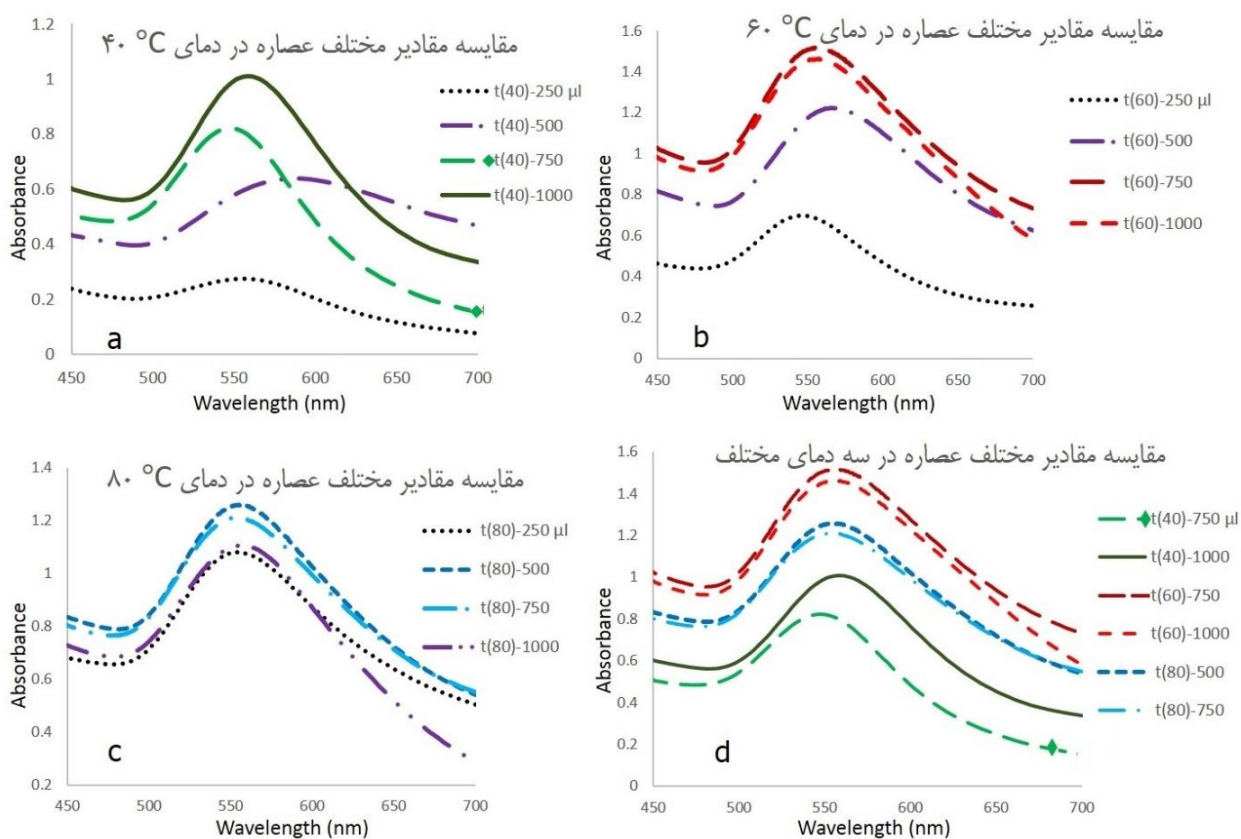 مقایسه مقادیر مختلف عصاره در دمای ۴۰ °C
1.2
1
0.8
0.6
0.4
0.2
0
Absorbance
t(40)-250 µl
t(40)-500
t(40)-750
t(40)-1000
a
450 500 550 600 650 700
Wavelength (nm)
مقایسه مقادیر مختلف عصاره در دمای ۶۰ °C
1.6
1.4
1.2
1
0.8
0.6
0.4
0.2
0
Absorbance
t(60)-250 µl
t(60)-500
t(60)-750
t(60)-1000
b
450 500 550 600 650 700
Wavelength (nm)
مقایسه مقادیر مختلف عصاره در دمای ۸۰ °C
1.4
1.2
1
0.8
0.6
0.4
0.2
Absorbance
t(80)-250 µl
t(80)-500
t(80)-750
t(80)-1000
c
450 500 550 600 650 700
Wavelength (nm)
مقایسه مقادیر مختلف عصاره در سه دمای مختلف
1.6
1.4
1.2
1
0.8
0.6
0.4
0.2
0
Absorbance
t(40)-750 µl
t(40)-1000
t(60)-750
t(60)-1000
t(80)-500
t(80)-750
d
450 500 550 600 650 700
Wavelength (nm)